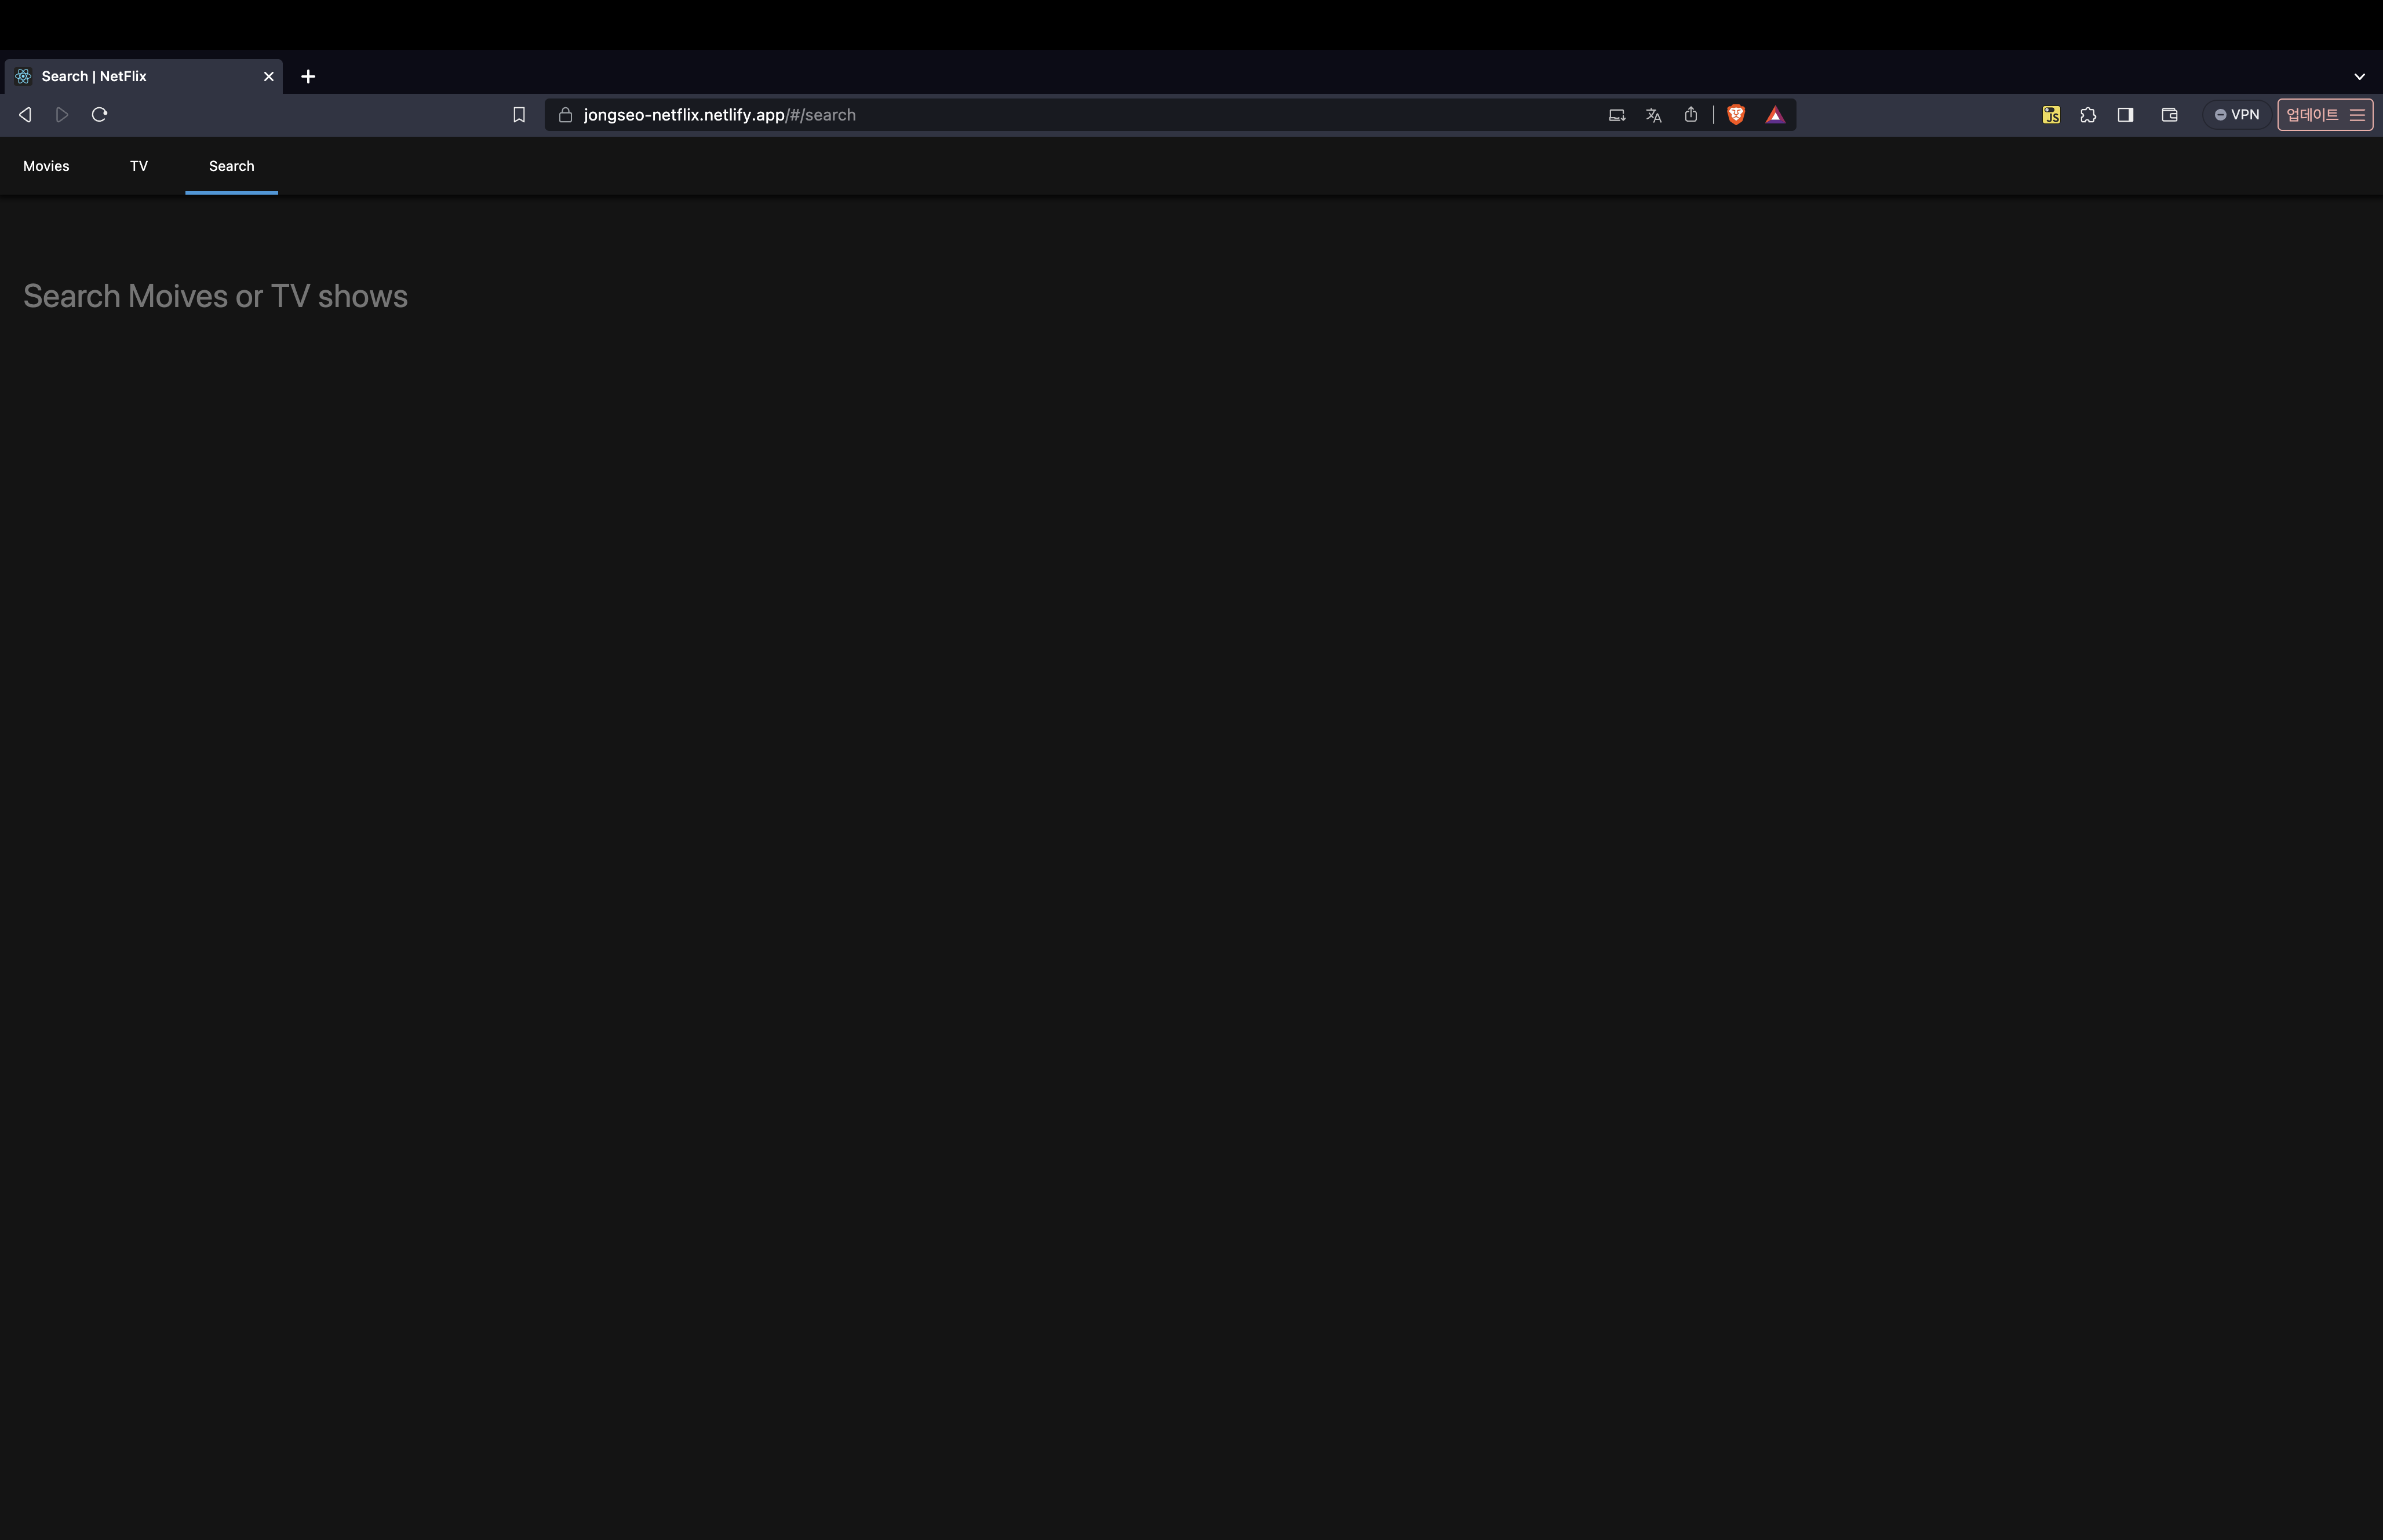 Search | NetFlix
jongseo-netflix.netlify.app/#/search
JS
VPN
업데이트
Movies
TV
Search
Search Moives or TV shows